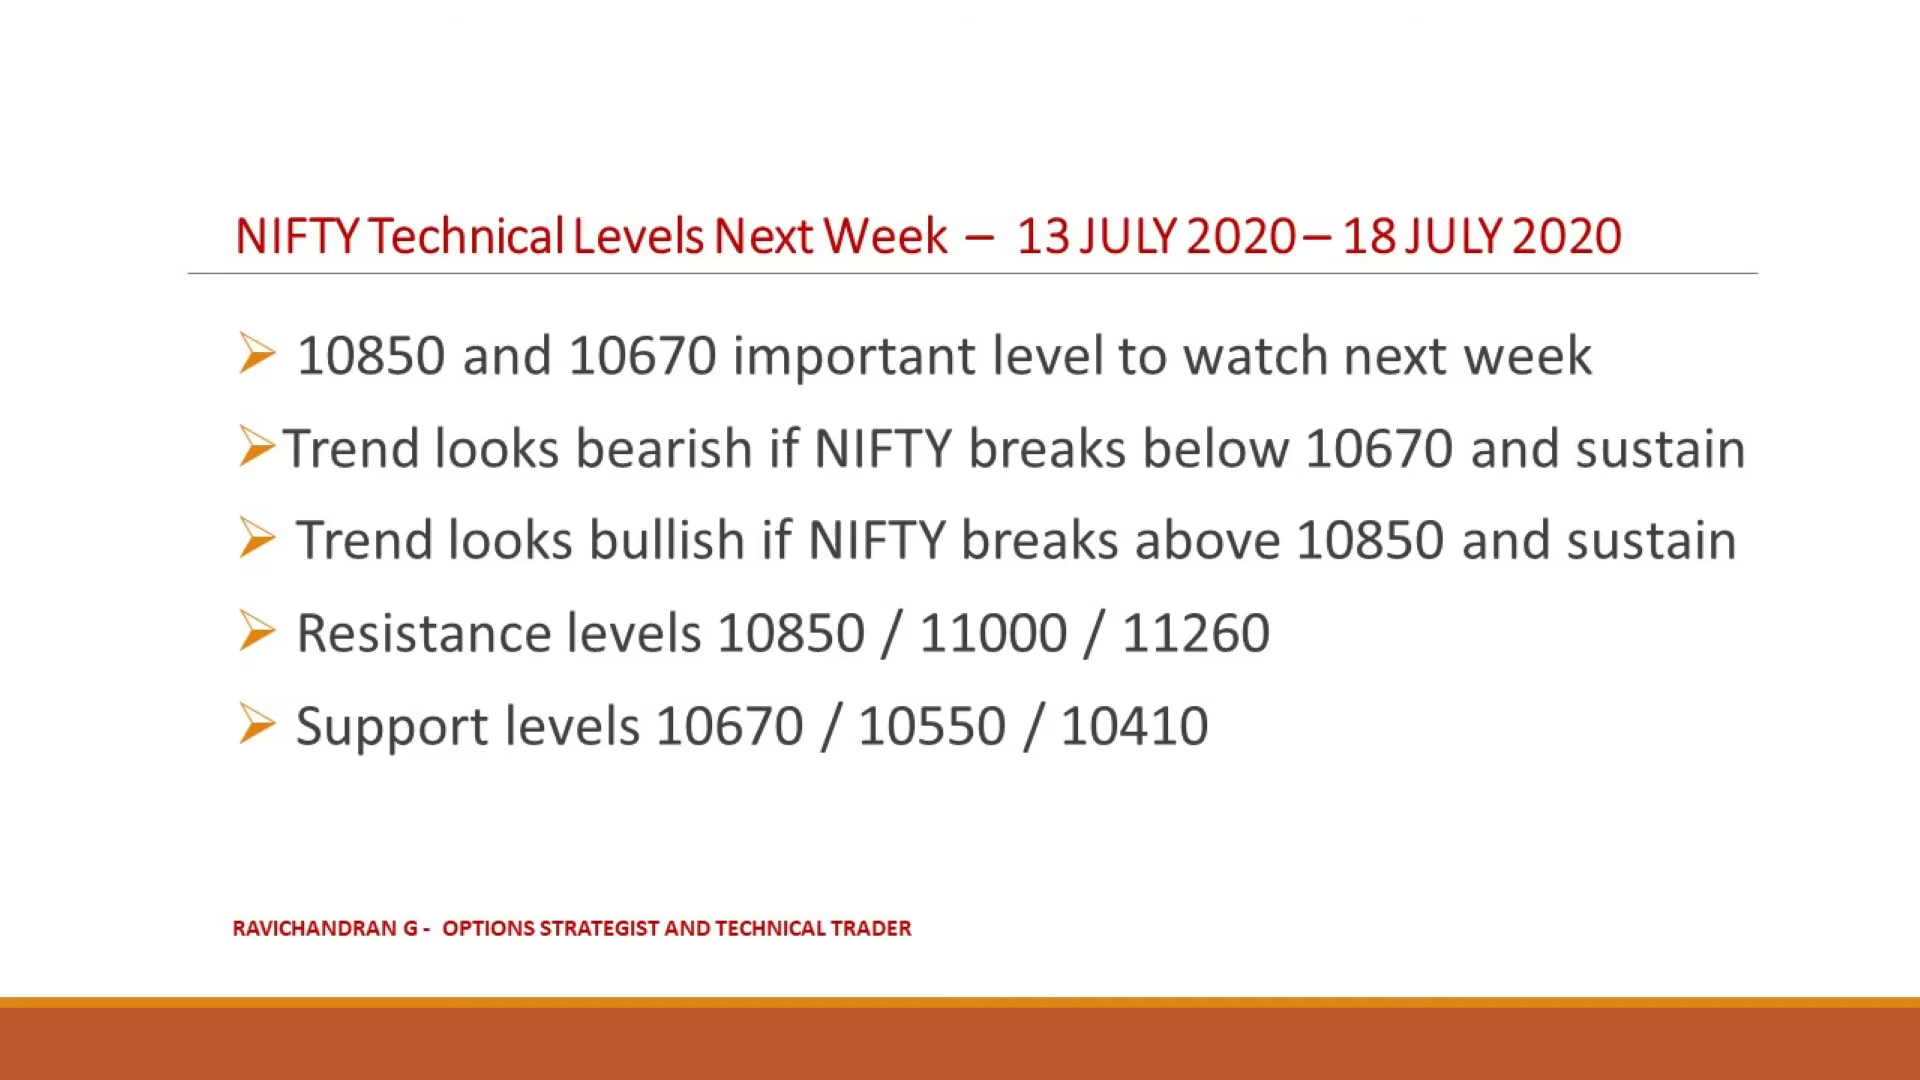 NIFTY Technical Levels Next Week – 13 JULY 2020 – 18 JULY 2020
10850 and 10670 important level to watch next week
Trend looks bearish if NIFTY breaks below 10670 and sustain
Trend looks bullish if NIFTY breaks above 10850 and sustain
Resistance levels 10850 / 11000 / 11260
Support levels 10670 / 10550 / 10410
RAVICHANDRAN G - OPTIONS STRATEGIST AND TECHNICAL TRADER